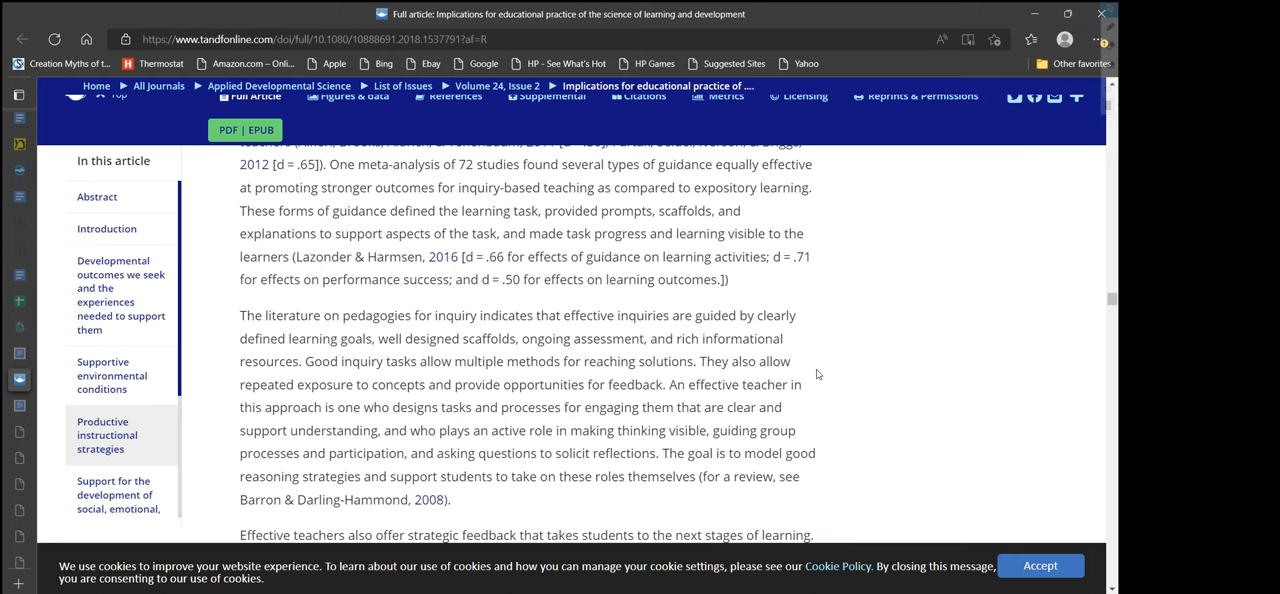 Full article: Implications for educational practice of the science of learning and development
https://www.tandfonline.com/doi/full/10.1080/10888691.2018.1537791?af=R
Creation Myths of t... Thermostat Amazon.com – Onli... Apple Bing Ebay Google HP - See What's Hot HP Games Suggested Sites Yahoo Other favorites
Home All Journals Applied Developmental Science List of Issues Volume 24, Issue 2 Implications for educational practice of ....
Top Full Article Figures & data References Supplemental Citations Metrics Licensing Reprints & Permissions
PDF | EPUB
In this article
Abstract
Introduction
Developmental
outcomes we seek
and the
experiences
needed to support
them
Supportive
environmental
conditions
Productive
instructional
strategies
Support for the
development of
social, emotional,
2012 [d = .65]). One meta-analysis of 72 studies found several types of guidance equally effective
at promoting stronger outcomes for inquiry-based teaching as compared to expository learning.
These forms of guidance defined the learning task, provided prompts, scaffolds, and
explanations to support aspects of the task, and made task progress and learning visible to the
learners (Lazonder & Harmsen, 2016 [d = .66 for effects of guidance on learning activities; d = .71
for effects on performance success; and d = .50 for effects on learning outcomes.])
The literature on pedagogies for inquiry indicates that effective inquiries are guided by clearly
defined learning goals, well designed scaffolds, ongoing assessment, and rich informational
resources. Good inquiry tasks allow multiple methods for reaching solutions. They also allow
repeated exposure to concepts and provide opportunities for feedback. An effective teacher in
this approach is one who designs tasks and processes for engaging them that are clear and
support understanding, and who plays an active role in making thinking visible, guiding group
processes and participation, and asking questions to solicit reflections. The goal is to model good
reasoning strategies and support students to take on these roles themselves (for a review, see
Barron & Darling-Hammond, 2008).
Effective teachers also offer strategic feedback that takes students to the next stages of learning.
We use cookies to improve your website experience. To learn about our use of cookies and how you can manage your cookie settings, please see our Cookie Policy. By closing this message,
you are consenting to our use of cookies.
Accept